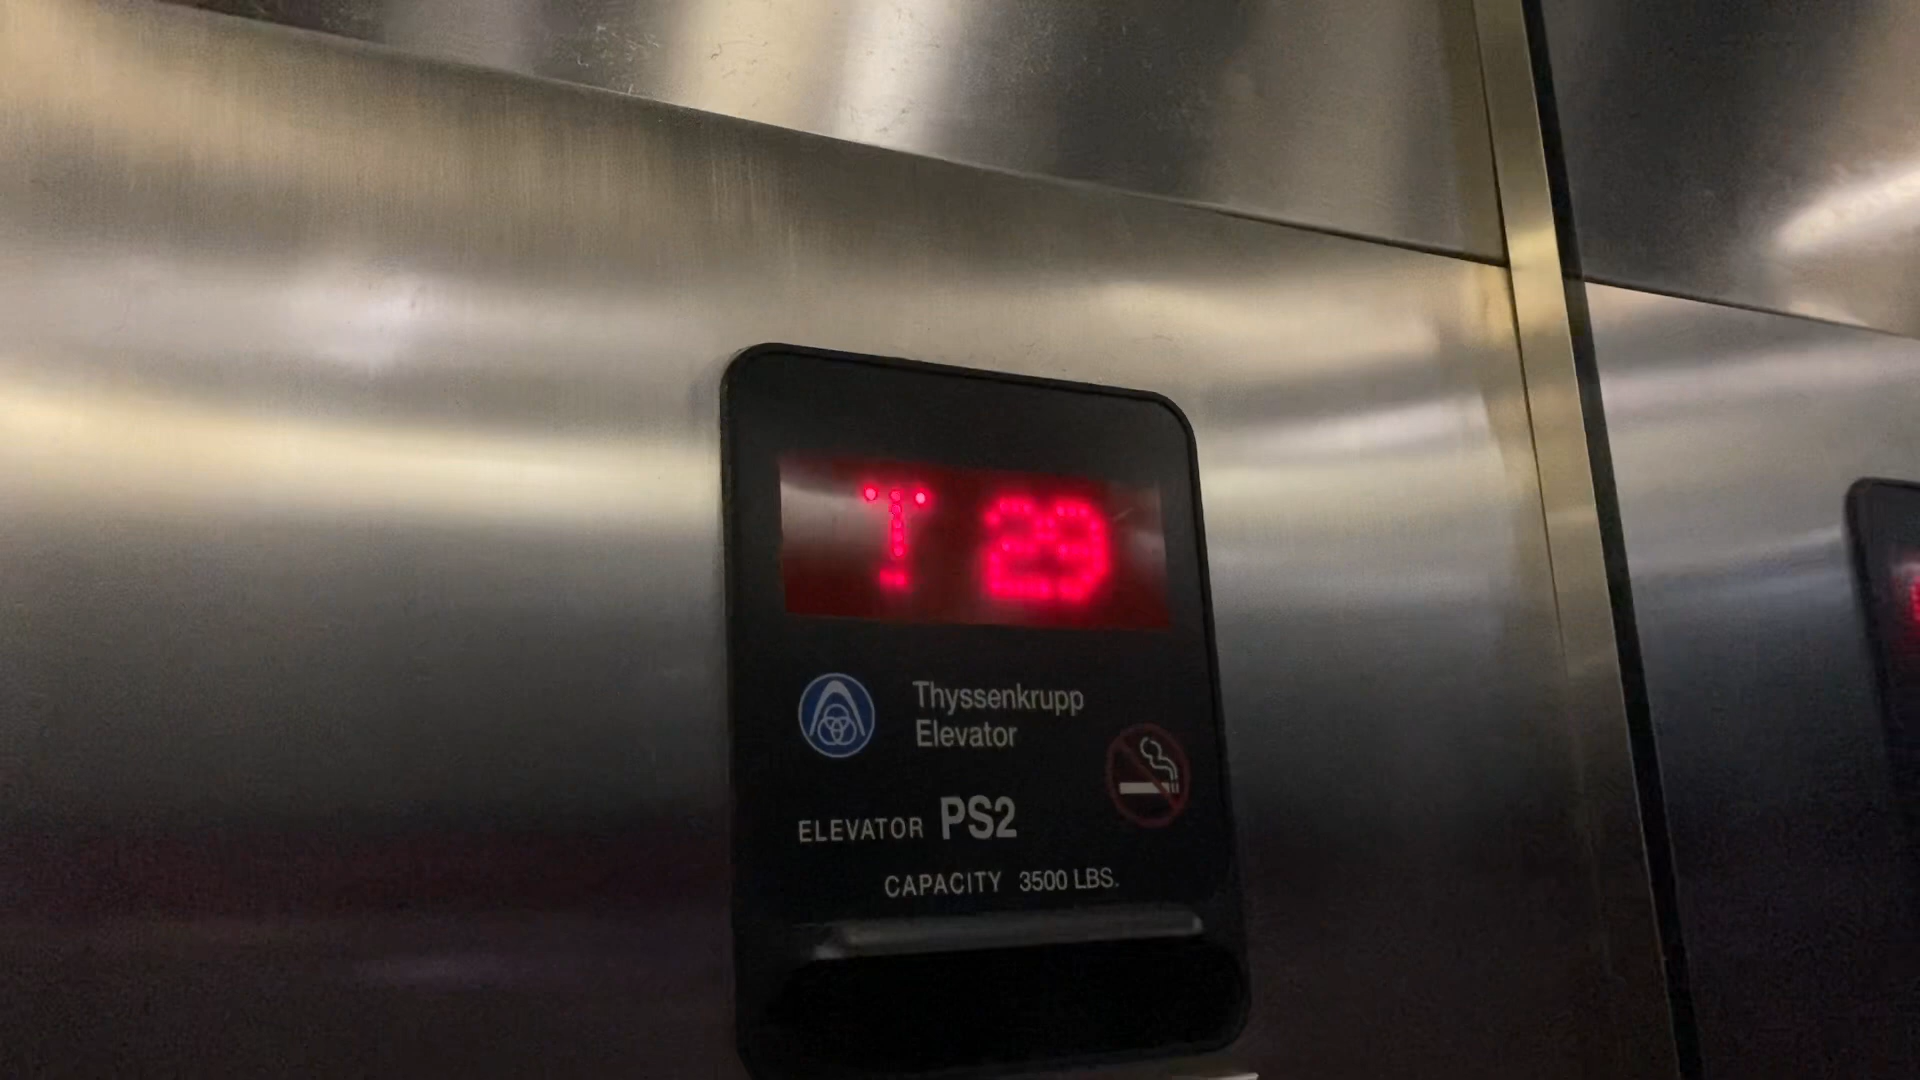 29
Thyssenkrupp
Elevator
ELEVATOR PS2
CAPACITY 3500 LBS.